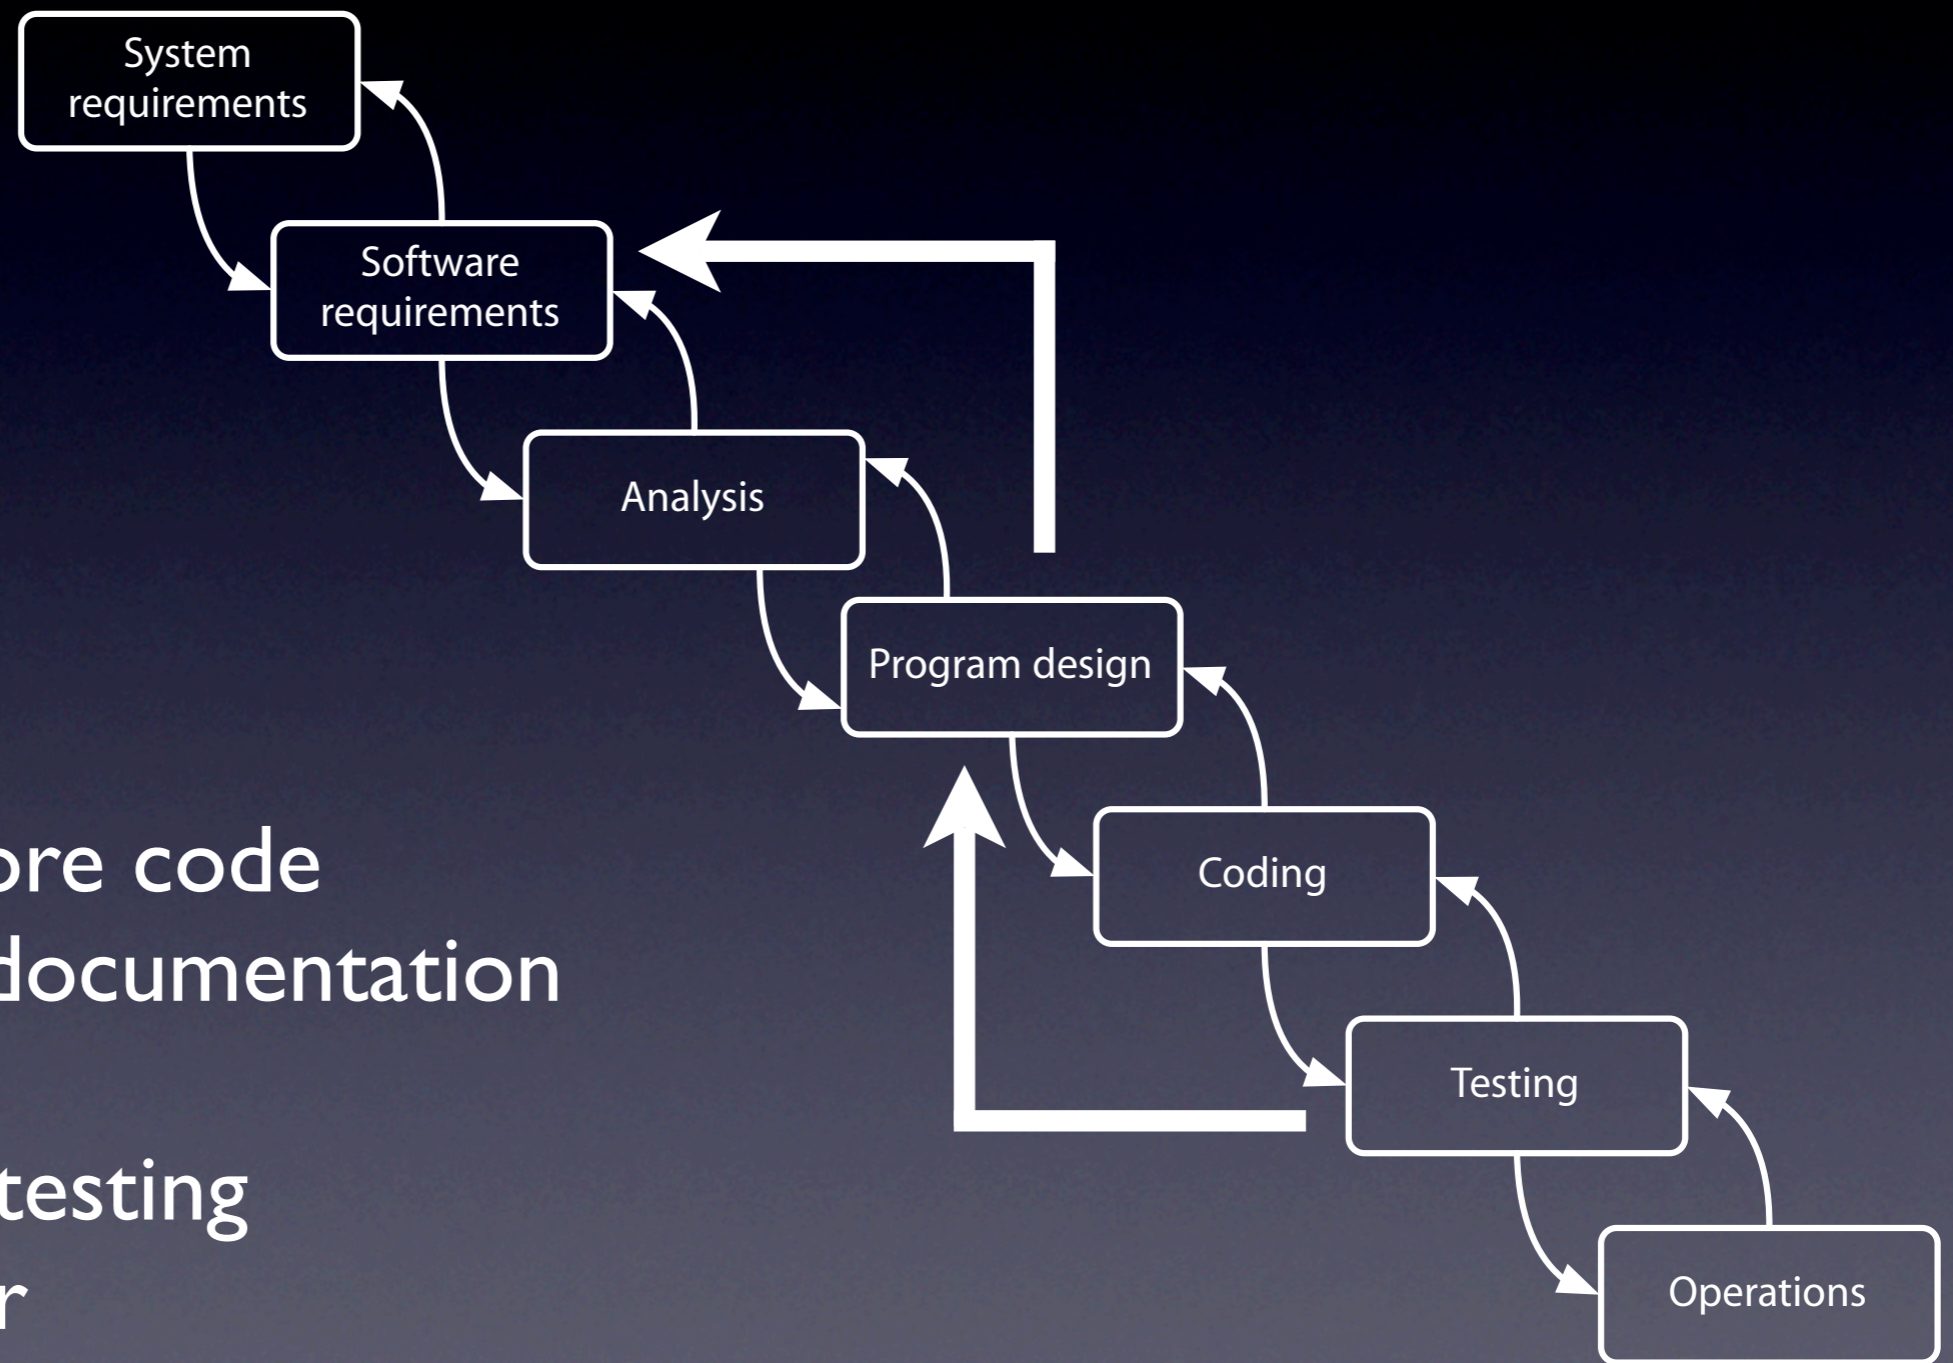 System
requirements
Software
requirements
Analysis
Program design
Coding
Testing
Operations
ore code
documentation
testing
r